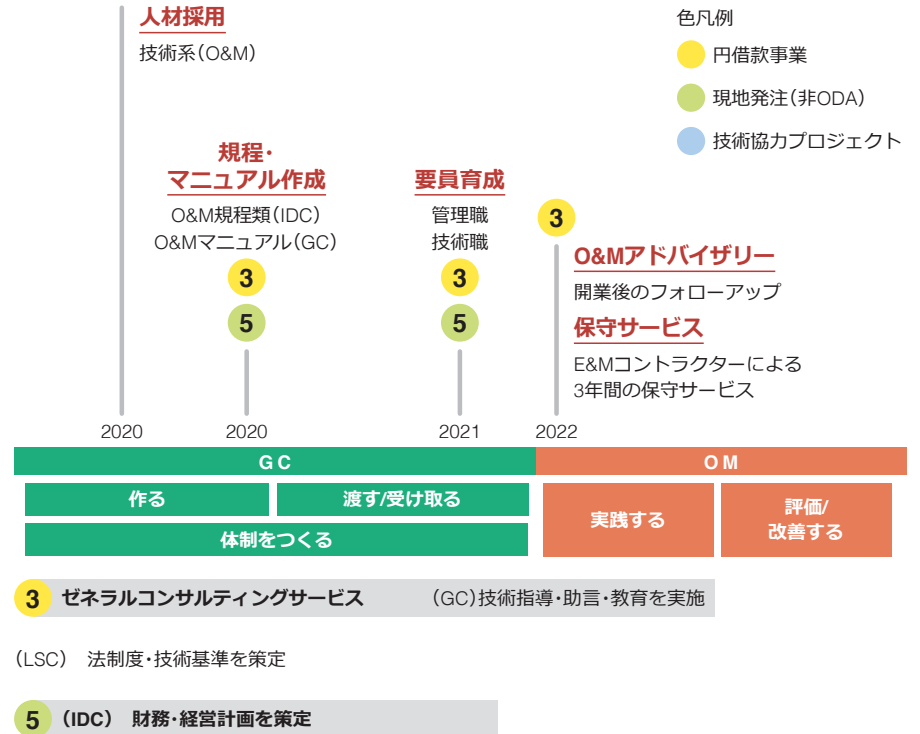 人材採用
技術系(O&M)
色凡例
円借款事業
現地発注(非ODA)
技術協力プロジェクト
規程・
マニュアル作成
O&M規程類(IDC)
O&Mマニュアル(GC)
3
5
要員育成
管理職
技術職
3
5
3
O&Mアドバイザリー
開業後のフォローアップ
保守サービス
E&Mコントラクターによる
3年間の保守サービス
2020
2020
2021
2022
GC
OM
作る
渡す/受け取る
体制をつくる
実践する
評価/
改善する
3 ゼネラルコンサルティングサービス (GC)技術指導・助言・教育を実施
(LSC) 法制度・技術基準を策定
5 (IDC) 財務・経営計画を策定